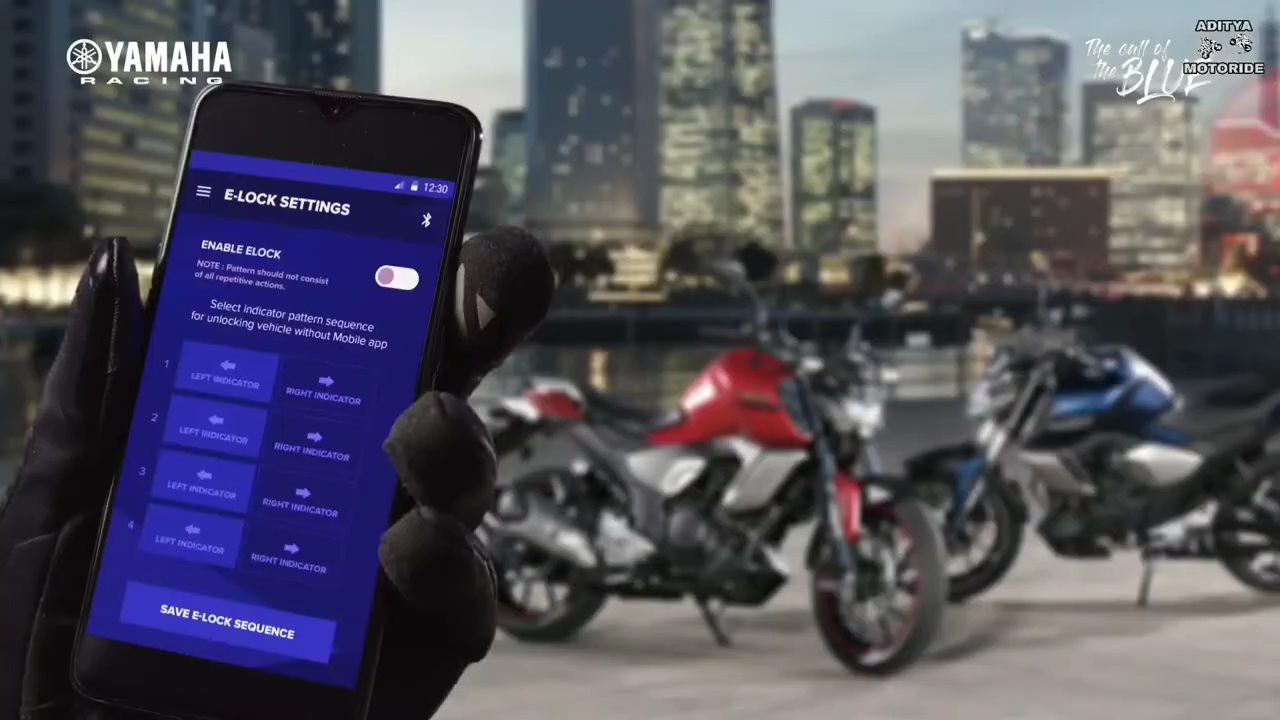 YAMAHA
RACING
The call of
the BLUE
ADITYA
MOTORIDE
12:30
E-LOCK SETTINGS
ENABLE ELOCK
NOTE : Pattern should not consist
of all repetitive actions.
Select indicator pattern sequence
for unlocking vehicle without Mobile app
1
LEFT INDICATOR
RIGHT INDICATOR
2
LEFT INDICATOR
RIGHT INDICATOR
3
LEFT INDICATOR
RIGHT INDICATOR
4
LEFT INDICATOR
RIGHT INDICATOR
SAVE E-LOCK SEQUENCE